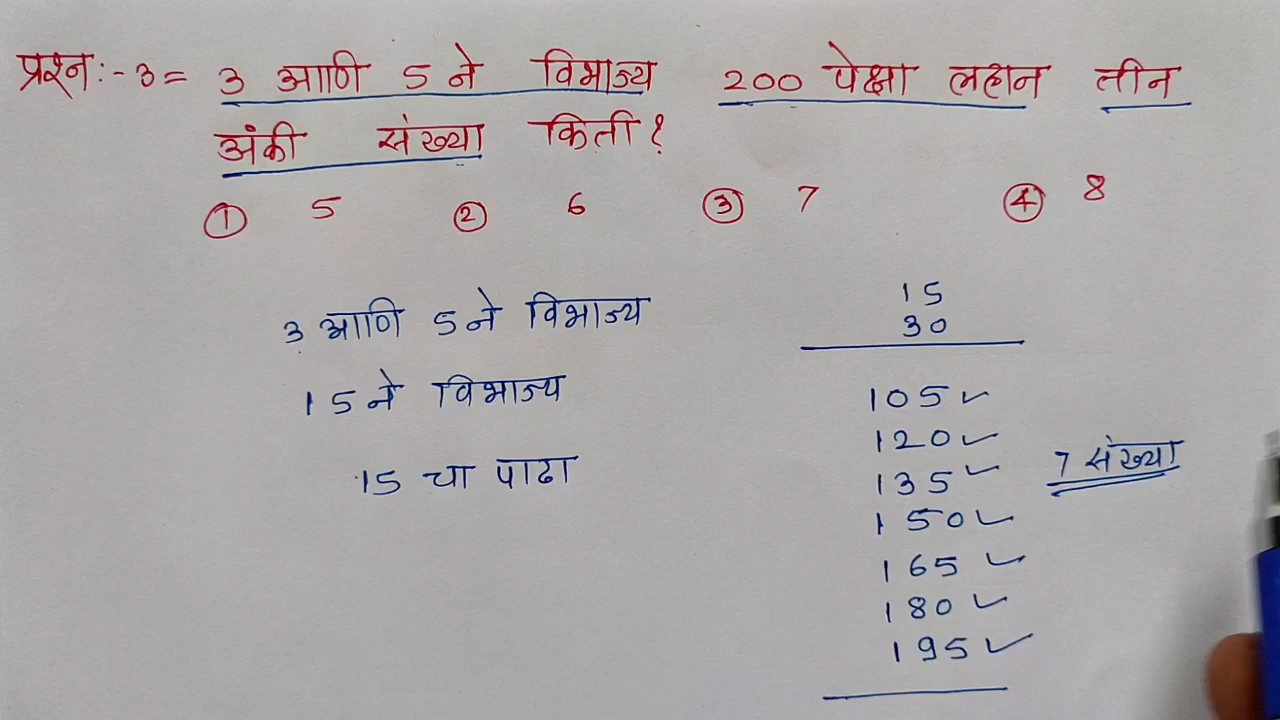 प्रश्न:- 3 = 3 आणि 5 ने विभाज्य 200 पेक्षा लहान तीन
अंकी संख्या किती?
① 5 ② 6 ③ 7 ④ 8
3 आणि 5 ने विभाज्य
15 ने विभाज्य
15 चा पाढा
15
30
105 ✓
120 ✓
135 ✓
150 ✓
165 ✓
180 ✓
195 ✓
7 संख्या